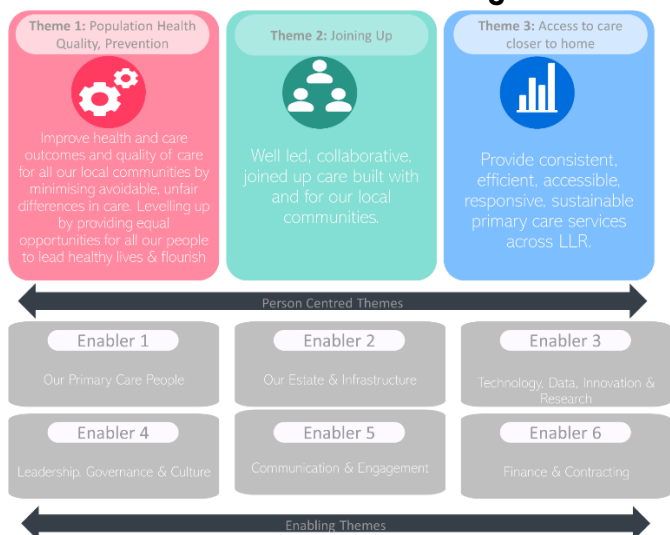 Theme 1: Population Health
Quality, Prevention
Improve health and care
outcomes and quality of care
for all our local communities by
minimising avoidable, unfair
differences in care. Levelling up
by providing equal
opportunities for all our people
to lead healthy lives & flourish
Theme 2: Joining Up
Well led, collaborative,
joined up care built with
and for our local
communities.
Theme 3: Access to care
closer to home
Provide consistent,
efficient, accessible,
responsive, sustainable
primary care services
across LLR.
Person Centred Themes
Enabler 1
Our Primary Care People
Enabler 2
Our Estate & Infrastructure
Enabler 3
Technology, Data, Innovation &
Research
Enabler 4
Leadership, Governance & Culture
Enabler 5
Communication & Engagement
Enabler 6
Finance & Contracting
Enabling Themes